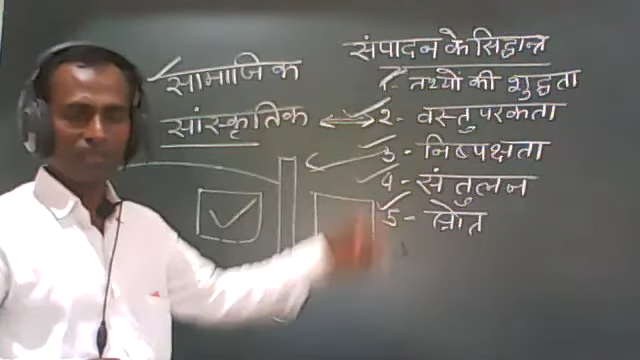 सामाजिक
सांस्कृतिक
संपादन के सिद्धान्त
1- तथ्यों की शुद्धता
2- वस्तुपरकता
3- निष्पक्षता
4- संतुलन
5- स्रोत